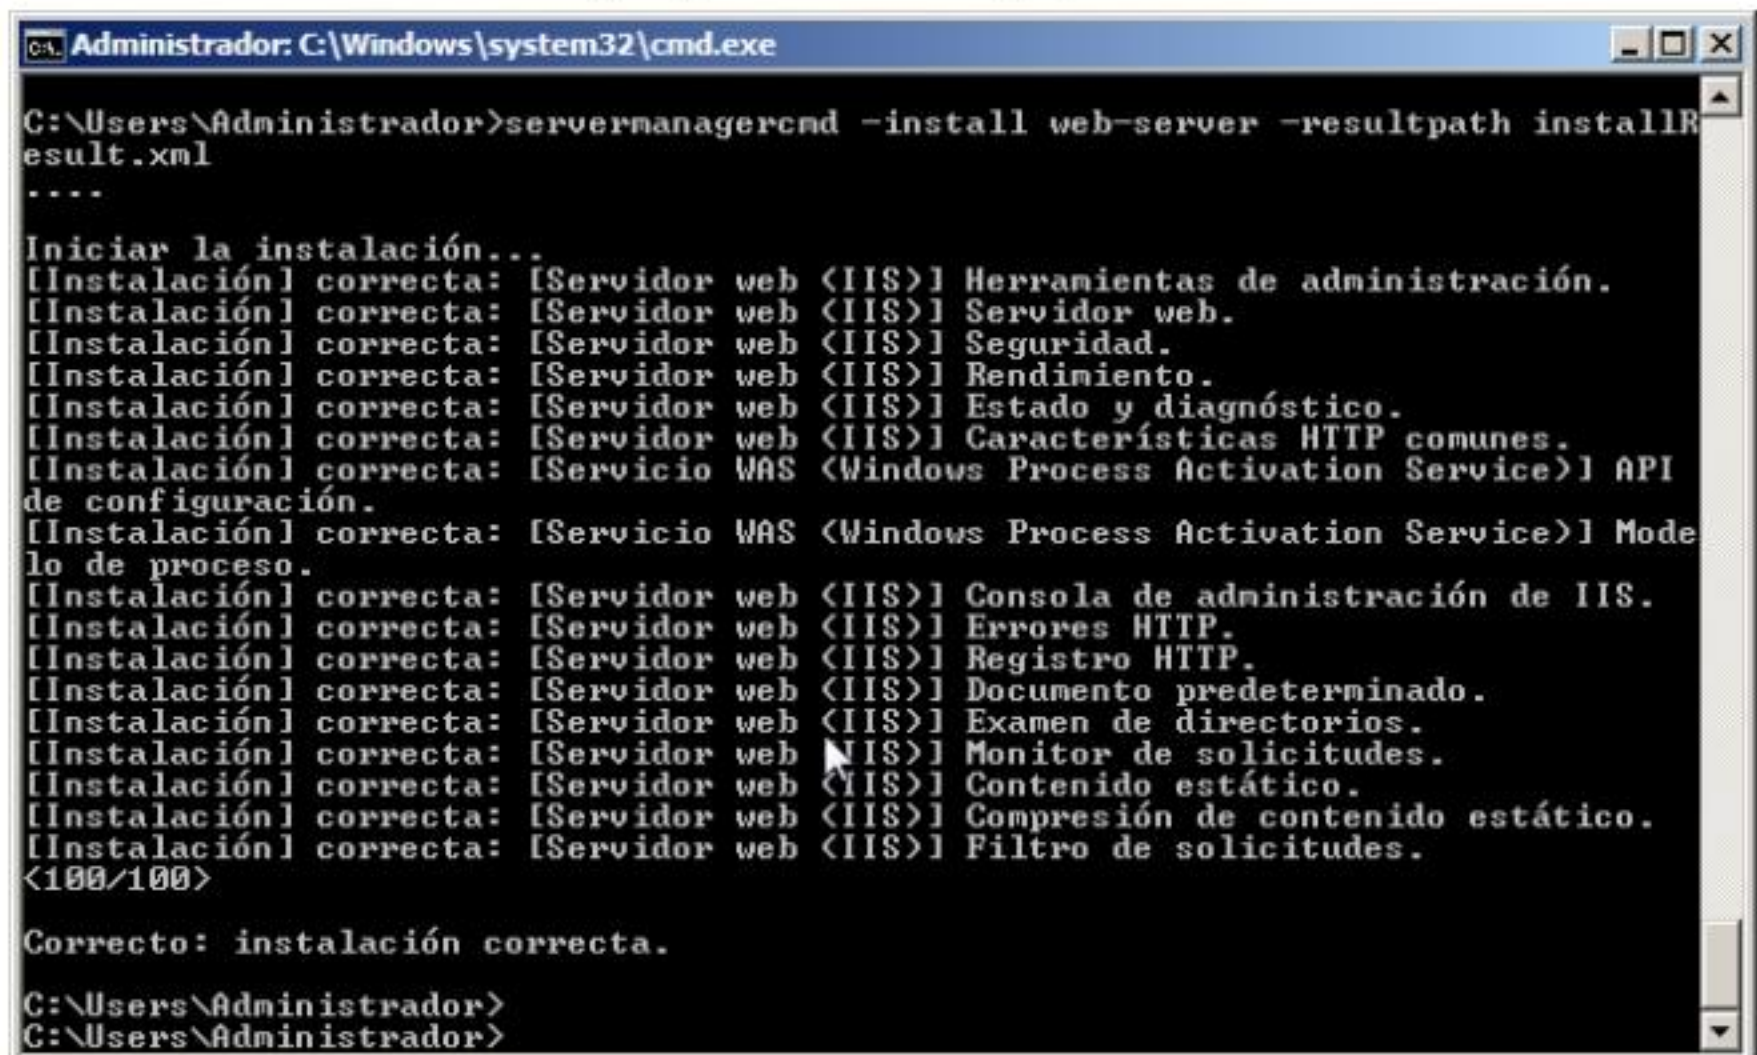 Administrador: C:\Windows\system32\cmd.exe
C:\Users\Administrador>servermanagercmd -install web-server -resultpath installR
esult.xml
....
Iniciar la instalación...
[Instalación] correcta: [Servidor web (IIS)] Herramientas de administración.
[Instalación] correcta: [Servidor web (IIS)] Servidor web.
[Instalación] correcta: [Servidor web (IIS)] Seguridad.
[Instalación] correcta: [Servidor web (IIS)] Rendimiento.
[Instalación] correcta: [Servidor web (IIS)] Estado y diagnóstico.
[Instalación] correcta: [Servidor web (IIS)] Características HTTP comunes.
[Instalación] correcta: [Servicio WAS (Windows Process Activation Service)] API
de configuración.
[Instalación] correcta: [Servicio WAS (Windows Process Activation Service)] Mode
lo de proceso.
[Instalación] correcta: [Servidor web (IIS)] Consola de administración de IIS.
[Instalación] correcta: [Servidor web (IIS)] Errores HTTP.
[Instalación] correcta: [Servidor web (IIS)] Registro HTTP.
[Instalación] correcta: [Servidor web (IIS)] Documento predeterminado.
[Instalación] correcta: [Servidor web (IIS)] Examen de directorios.
[Instalación] correcta: [Servidor web (IIS)] Monitor de solicitudes.
[Instalación] correcta: [Servidor web (IIS)] Contenido estático.
[Instalación] correcta: [Servidor web (IIS)] Compresión de contenido estático.
[Instalación] correcta: [Servidor web (IIS)] Filtro de solicitudes.
<100/100>
Correcto: instalación correcta.
C:\Users\Administrador>
C:\Users\Administrador>